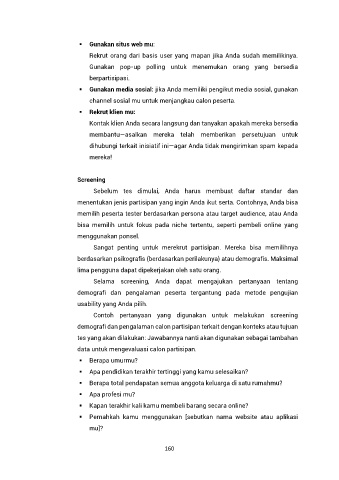 ▪ Gunakan situs web mu:
Rekrut orang dari basis user yang mapan jika Anda sudah memilikinya.
Gunakan pop-up polling untuk menemukan orang yang bersedia
berpartisipasi.
▪ Gunakan media sosial: jika Anda memiliki pengikut media sosial, gunakan
channel sosial mu untuk menjangkau calon peserta.
▪ Rekrut klien mu:
Kontak klien Anda secara langsung dan tanyakan apakah mereka bersedia
membantu—asalkan mereka telah memberikan persetujuan untuk
dihubungi terkait inisiatif ini—agar Anda tidak mengirimkan spam kepada
mereka!
Screening
Sebelum tes dimulai, Anda harus membuat daftar standar dan
menentukan jenis partisipan yang ingin Anda ikut serta. Contohnya, Anda bisa
memilih peserta tester berdasarkan persona atau target audience, atau Anda
bisa memilih untuk fokus pada niche tertentu, seperti pembeli online yang
menggunakan ponsel.
Sangat penting untuk merekrut partisipan. Mereka bisa memilihnya
berdasarkan psikografis (berdasarkan perilakunya) atau demografis. Maksimal
lima pengguna dapat dipekerjakan oleh satu orang.
Selama screening, Anda dapat mengajukan pertanyaan tentang
demografi dan pengalaman peserta tergantung pada metode pengujian
usability yang Anda pilih.
Contoh pertanyaan yang digunakan untuk melakukan screening
demografi dan pengalaman calon partisipan terkait dengan konteks atau tujuan
tes yang akan dilakukan: Jawabannya nanti akan digunakan sebagai tambahan
data untuk mengevaluasi calon partisipan.
▪ Berapa umurmu?
▪ Apa pendidikan terakhir tertinggi yang kamu selesaikan?
▪ Berapa total pendapatan semua anggota keluarga di satu rumahmu?
▪ Apa profesi mu?
▪ Kapan terakhir kali kamu membeli barang secara online?
▪ Pernahkah kamu menggunakan [sebutkan nama website atau aplikasi
mu]?
160